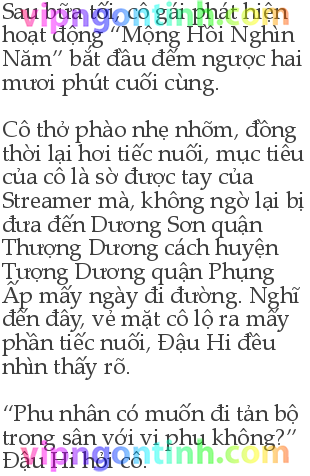 vipngontinh.com
Sau bữa tối, cô gái phát hiện
hoạt động “Mộng Hồi Nghìn
Năm” bắt đầu đếm ngược hai
mươi phút cuối cùng.
Cô thở phào nhẹ nhõm, đồng
thời lại hơi tiếc nuối, mục tiêu
của cô là sờ được tay của
Streamer mà, không ngờ lại bị
đưa đến Dương Sơn quận
Thượng Dương cách huyện
Tượng Dương quận Phụng
Ấp mấy ngày đi đường. Nghĩ
đến đây, vẻ mặt cô lộ ra mấy
phần tiếc nuối, Đậu Hi đều
nhìn thấy rõ.
“Phu nhân có muốn đi tản bộ
trong sân với vi phu không?”
vipngontinh.com
Đậu Hi hỏi cô.